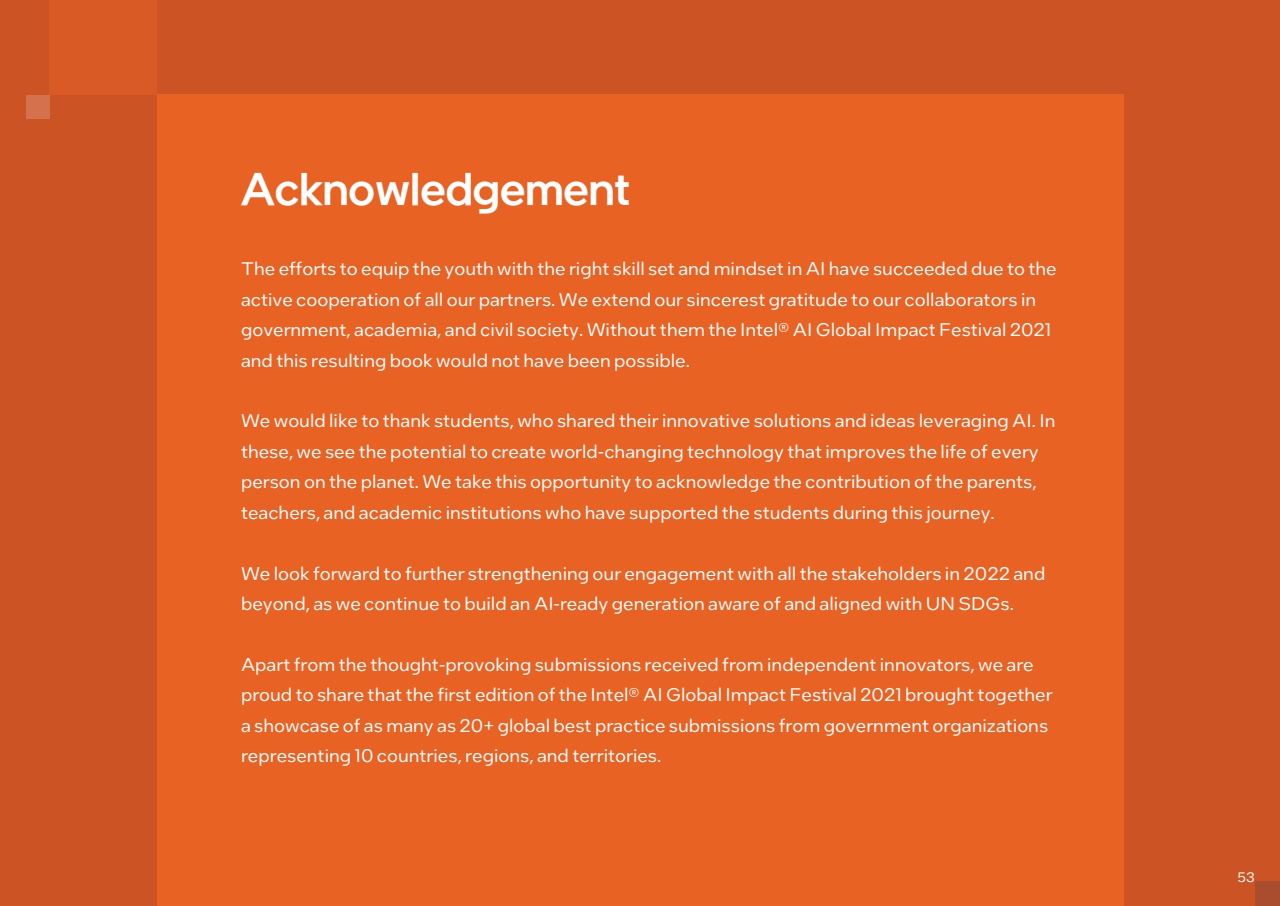 Acknowledgement
The efforts to equip the youth with the right skill set and mindset in AI have succeeded due to the
active cooperation of all our partners. We extend our sincerest gratitude to our collaborators in
government, academia, and civil society. Without them the Intel® AI Global Impact Festival 2021
and this resulting book would not have been possible.
We would like to thank students, who shared their innovative solutions and ideas leveraging AI. In
these, we see the potential to create world-changing technology that improves the life of every
person on the planet. We take this opportunity to acknowledge the contribution of the parents,
teachers, and academic institutions who have supported the students during this journey.
We look forward to further strengthening our engagement with all the stakeholders in 2022 and
beyond, as we continue to build an AI-ready generation aware of and aligned with UN SDGs.
Apart from the thought-provoking submissions received from independent innovators, we are
proud to share that the first edition of the Intel® AI Global Impact Festival 2021 brought together
a showcase of as many as 20+ global best practice submissions from government organizations
representing 10 countries, regions, and territories.
53